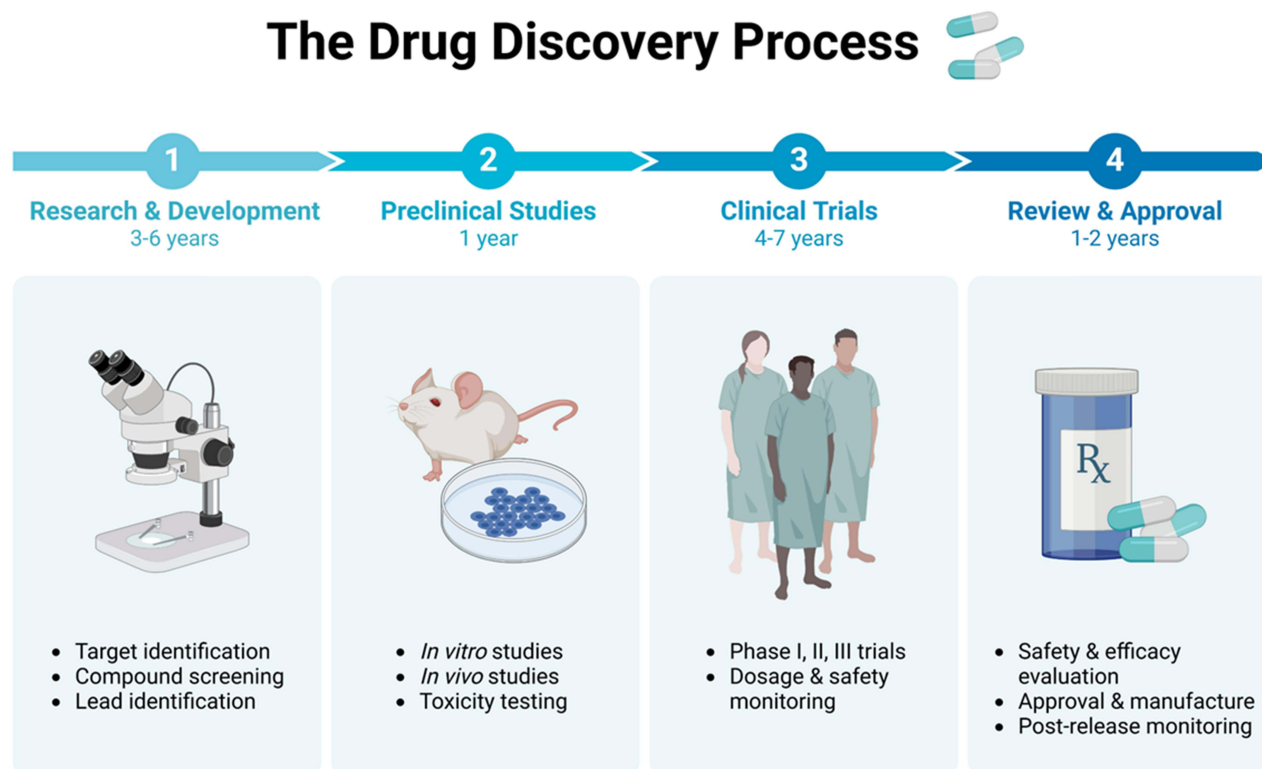 The Drug Discovery Process
1
Research & Development
3-6 years
2
Preclinical Studies
1 year
3
Clinical Trials
4-7 years
4
Review & Approval
1-2 years
Rx
• Target identification
• Compound screening
• Lead identification
• In vitro studies
• In vivo studies
• Toxicity testing
• Phase I, II, III trials
• Dosage & safety
monitoring
• Safety & efficacy
evaluation
• Approval & manufacture
• Post-release monitoring